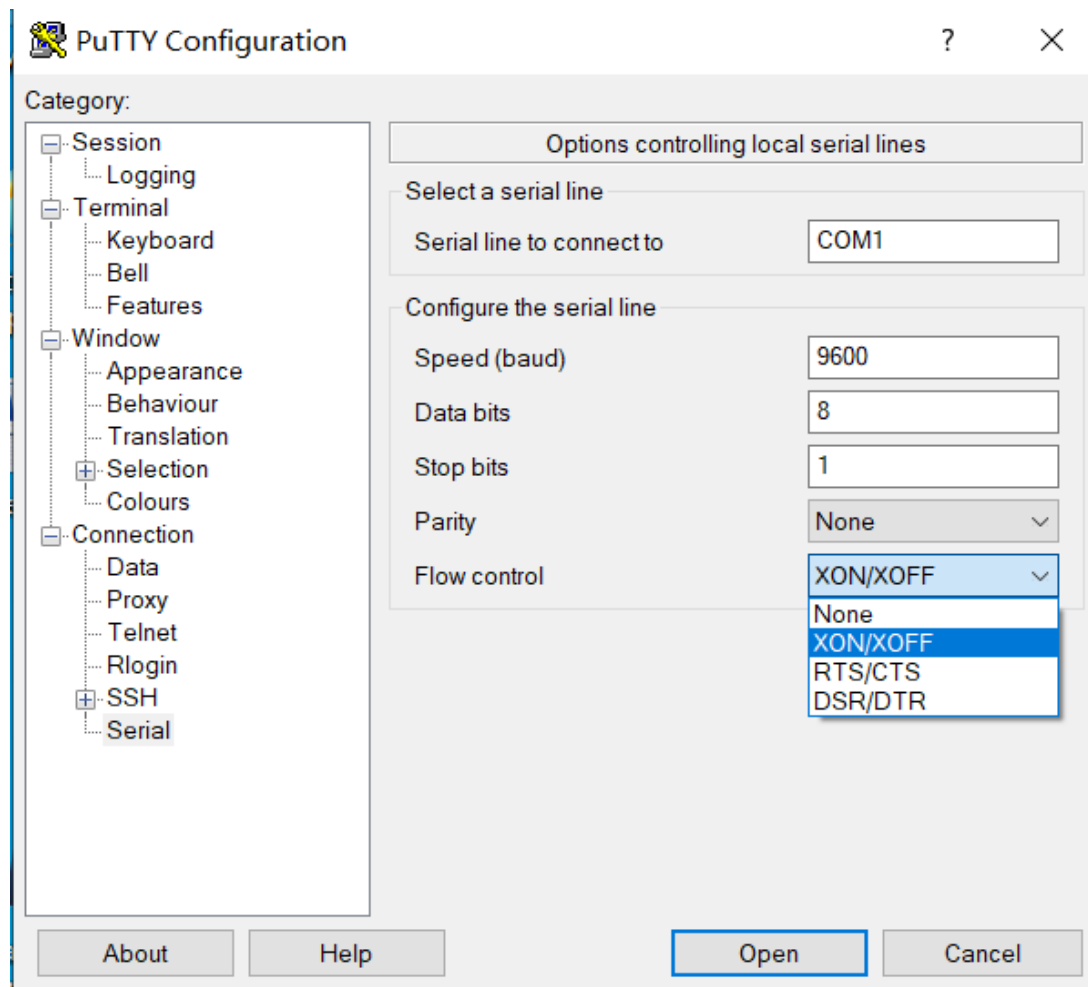 PuTTY Configuration
?
Category:
Session
Logging
Terminal
Keyboard
Bell
Features
Window
Appearance
Behaviour
Translation
Selection
Colours
Connection
Data
Proxy
Telnet
Rlogin
SSH
Serial
Options controlling local serial lines
Select a serial line
Serial line to connect to COM1
Configure the serial line
Speed (baud) 9600
Data bits 8
Stop bits 1
Parity None
Flow control XON/XOFF
None
XON/XOFF
RTS/CTS
DSR/DTR
About Help Open Cancel